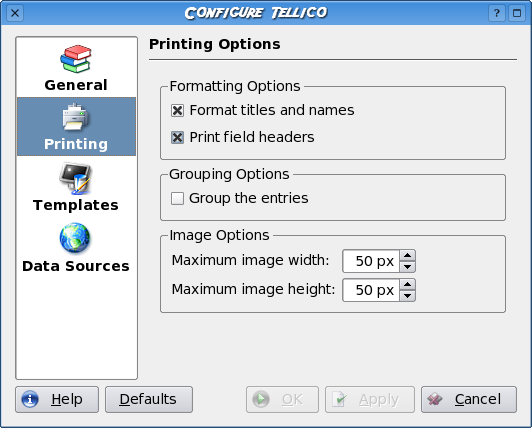 Configure Tellico
?
General
Printing
Templates
Data Sources
Printing Options
Formatting Options
Format titles and names
Print field headers
Grouping Options
Group the entries
Image Options
Maximum image width: 50 px
Maximum image height: 50 px
Help Defaults OK Apply Cancel